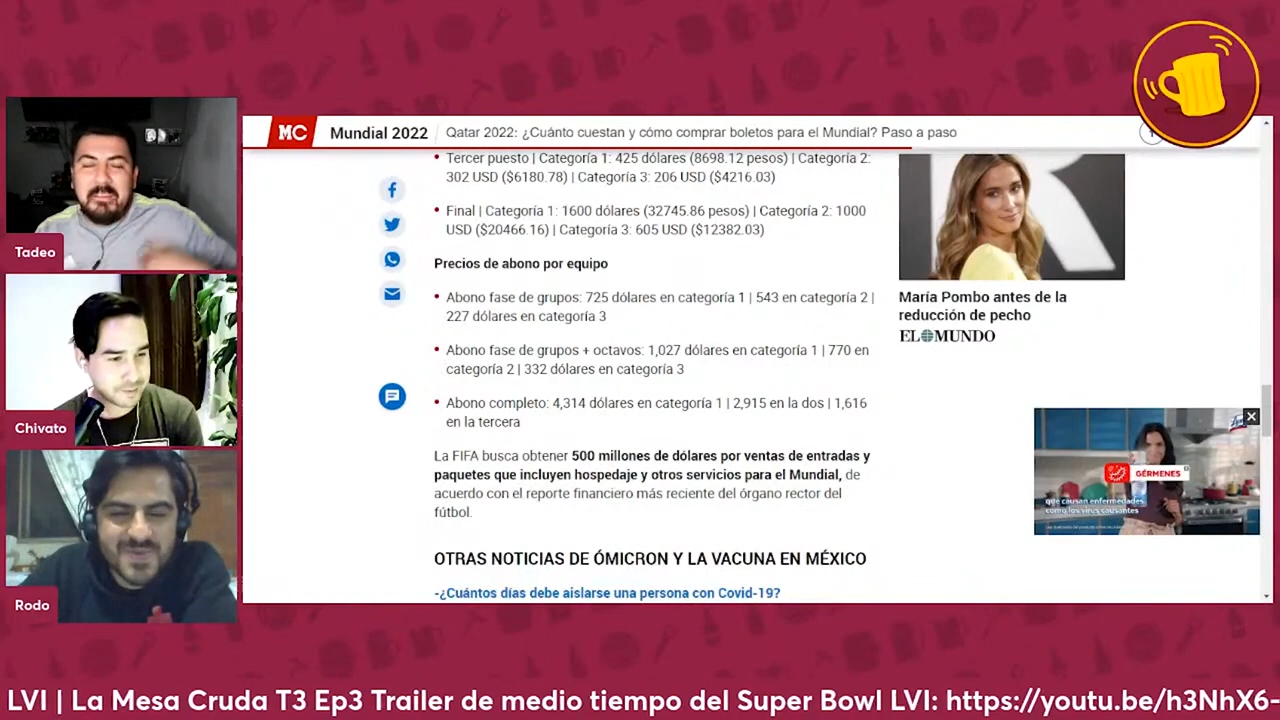 MC Mundial 2022 Qatar 2022: ¿Cuánto cuestan y cómo comprar boletos para el Mundial? Paso a paso
Tadeo
Chivato
Rodo
Tercer puesto | Categoría 1: 425 dólares (8698.12 pesos) | Categoría 2:
302 USD ($6180.78) | Categoría 3: 206 USD ($4216.03)
Final | Categoría 1: 1600 dólares (32745.86 pesos) | Categoría 2: 1000
USD ($20466.16) | Categoría 3: 605 USD ($12382.03)
Precios de abono por equipo
Abono fase de grupos: 725 dólares en categoría 1 | 543 en categoría 2 |
227 dólares en categoría 3
Abono fase de grupos + octavos: 1,027 dólares en categoría 1 | 770 en
categoría 2 | 332 dólares en categoría 3
Abono completo: 4,314 dólares en categoría 1 | 2,915 en la dos | 1,616
en la tercera
La FIFA busca obtener 500 millones de dólares por ventas de entradas y
paquetes que incluyen hospedaje y otros servicios para el Mundial, de
acuerdo con el reporte financiero más reciente del órgano rector del
fútbol.
OTRAS NOTICIAS DE ÓMICRON Y LA VACUNA EN MÉXICO
-¿Cuántos días debe aislarse una persona con Covid-19?
María Pombo antes de la
reducción de pecho
EL MUNDO
GÉRMENES
que causan enfermedades
como los virus causantes
LVI | La Mesa Cruda T3 Ep3 Trailer de medio tiempo del Super Bowl LVI: https://youtu.be/h3NhX6-